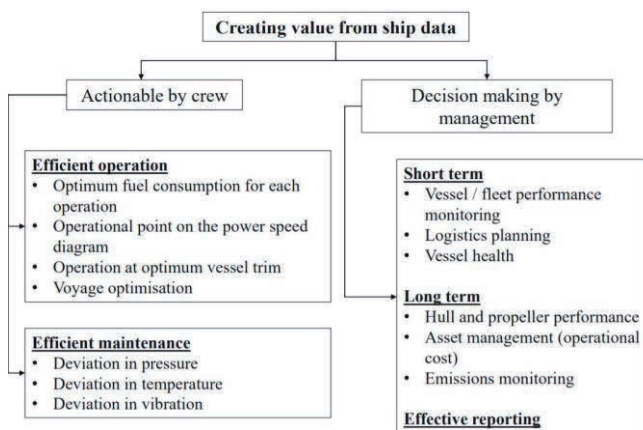 Creating value from ship data
Actionable by crew
Decision making by
management
Efficient operation
• Optimum fuel consumption for each
operation
• Operational point on the power speed
diagram
• Operation at optimum vessel trim
• Voyage optimisation
Efficient maintenance
• Deviation in pressure
• Deviation in temperature
• Deviation in vibration
Short term
• Vessel / fleet performance
monitoring
• Logistics planning
• Vessel health
Long term
• Hull and propeller performance
• Asset management (operational
cost)
• Emissions monitoring
Effective reporting